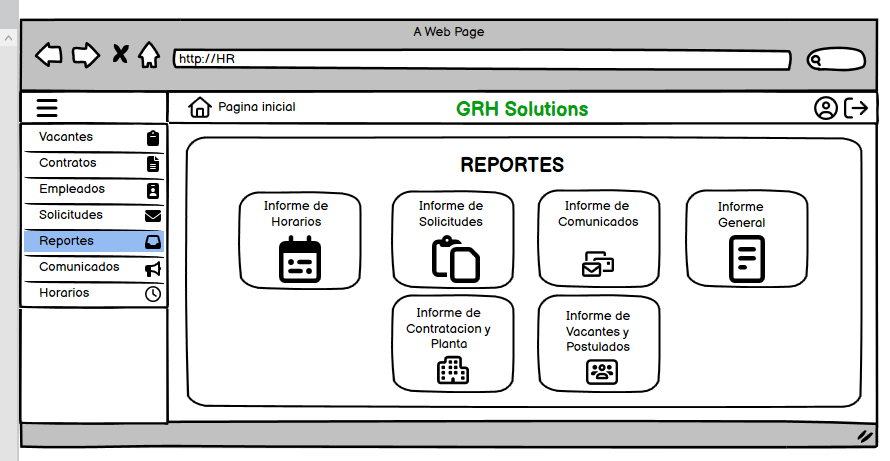 A Web Page
http://HR
Pagina inicial
GRH Solutions
Vacantes
Contratos
Empleados
Solicitudes
Reportes
Comunicados
Horarios
REPORTES
Informe de
Horarios
Informe de
Solicitudes
Informe de
Comunicados
Informe
General
Informe de
Contratacion y
Planta
Informe de
Vacantes y
Postulados